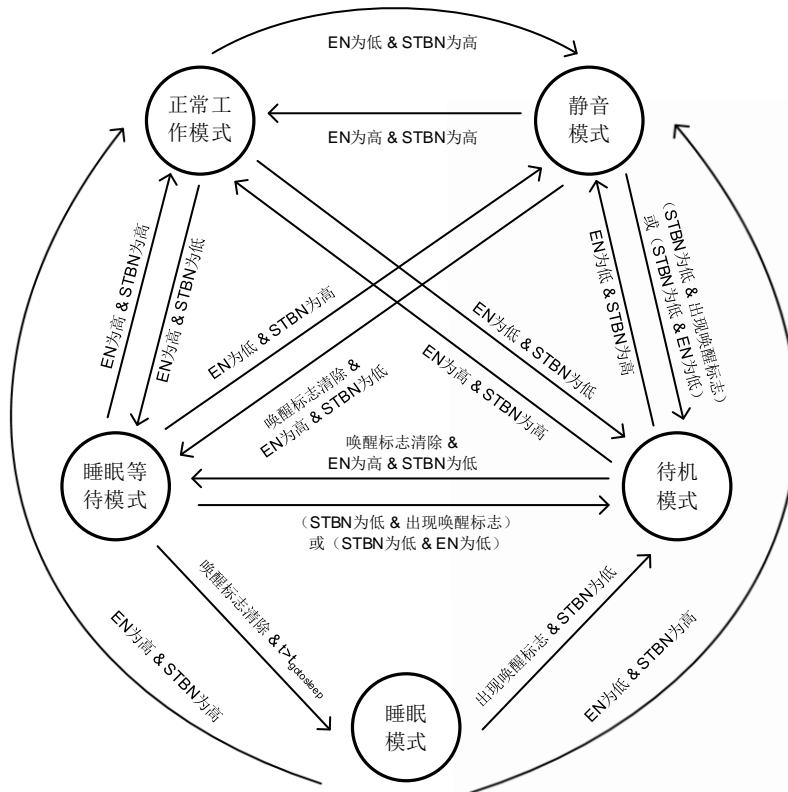 EN为低 & STBN为高
正常工
作模式
静音
模式
EN为高 & STBN为高
EN为高 & STBN为高
EN为高 & STBN为低
EN为低 & STBN为高
唤醒标志清除 &
EN为高 & STBN为低
EN为低 & STBN为低
EN为高 & STBN为高
EN为低 & STBN为高
（STBN为低 & 出现唤醒标志）
或（STBN为低 & EN为低）
睡眠等
待模式
唤醒标志清除 &
EN为高 & STBN为低
待机
模式
（STBN为低 & 出现唤醒标志）
或（STBN为低 & EN为低）
唤醒标志清除 & t>tgotosleep
出现唤醒标志 & STBN为低
EN为高 & STBN为高
EN为低 & STBN为高
睡眠
模式